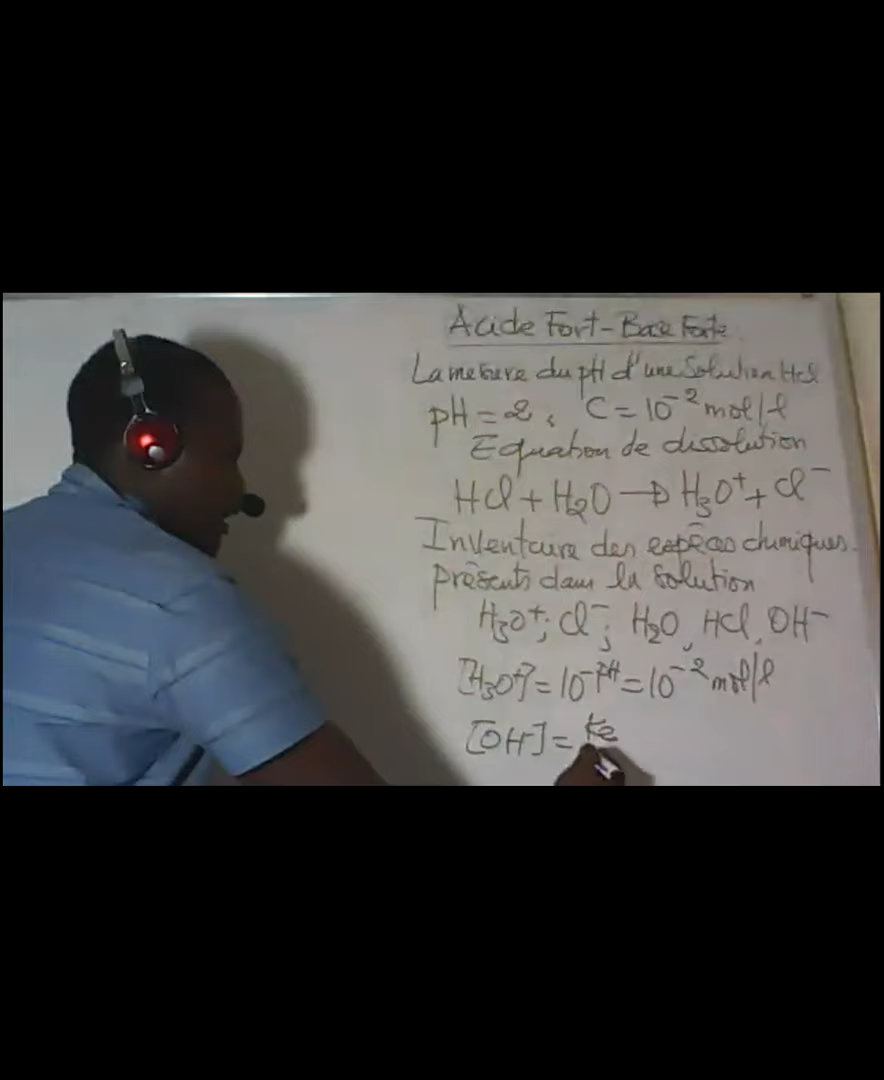 Acide Fort-Base Forte
La mesure du pH d'une Solution Hcl
pH = 2, C = 10⁻² mol/l
Equation de dissolution
HCl + H₂O → H₃O⁺ + Cl⁻
Inventaire des espèces chimiques
présents dans la solution
H₃O⁺; Cl⁻; H₂O, HCl, OH⁻
[H₃O⁺] = 10⁻ᵖᴴ = 10⁻² mol/l
[OH⁻] = Ke